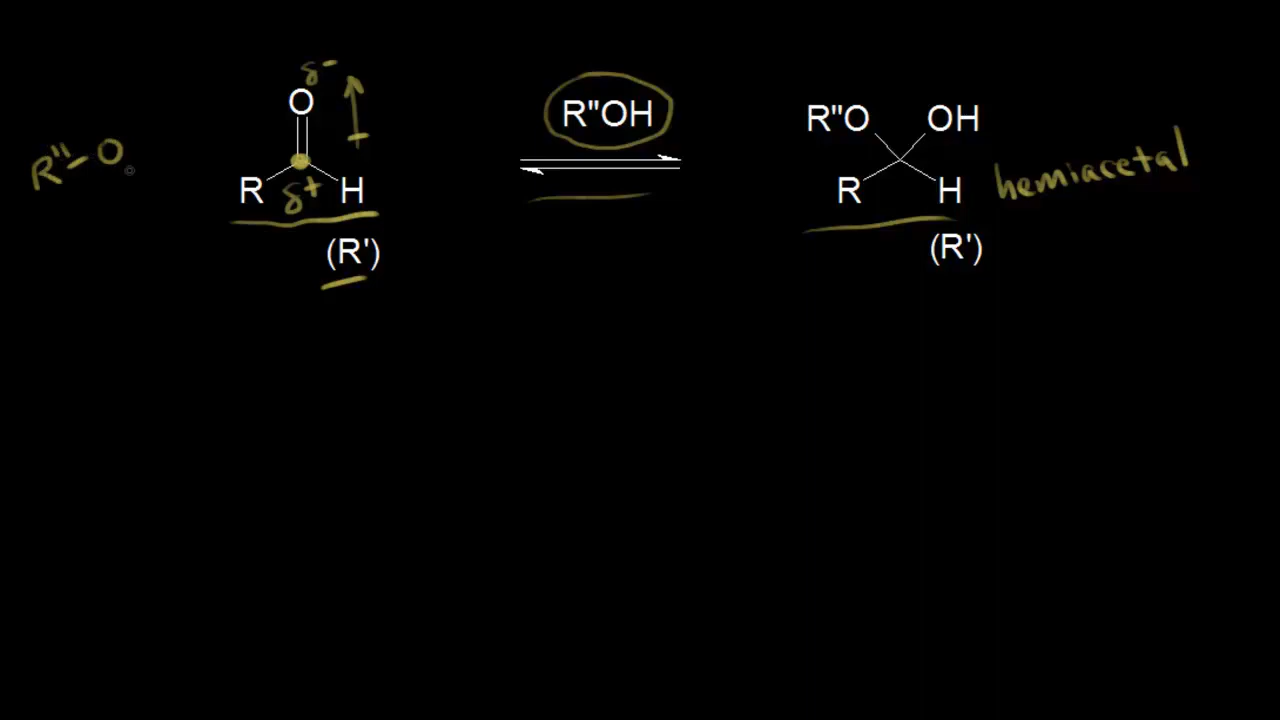 δ-
O
R"-O
R δ+ H
(R')
R"OH
R"O OH
R H
(R')
hemiacetal